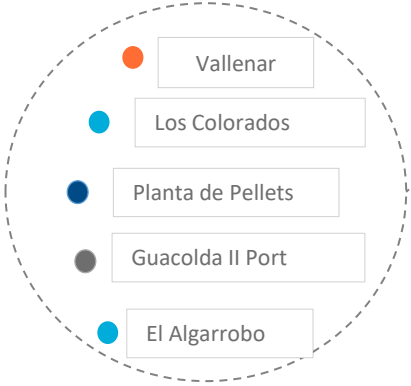 Vallenar
Los Colorados
Planta de Pellets
Guacolda II Port
El Algarrobo